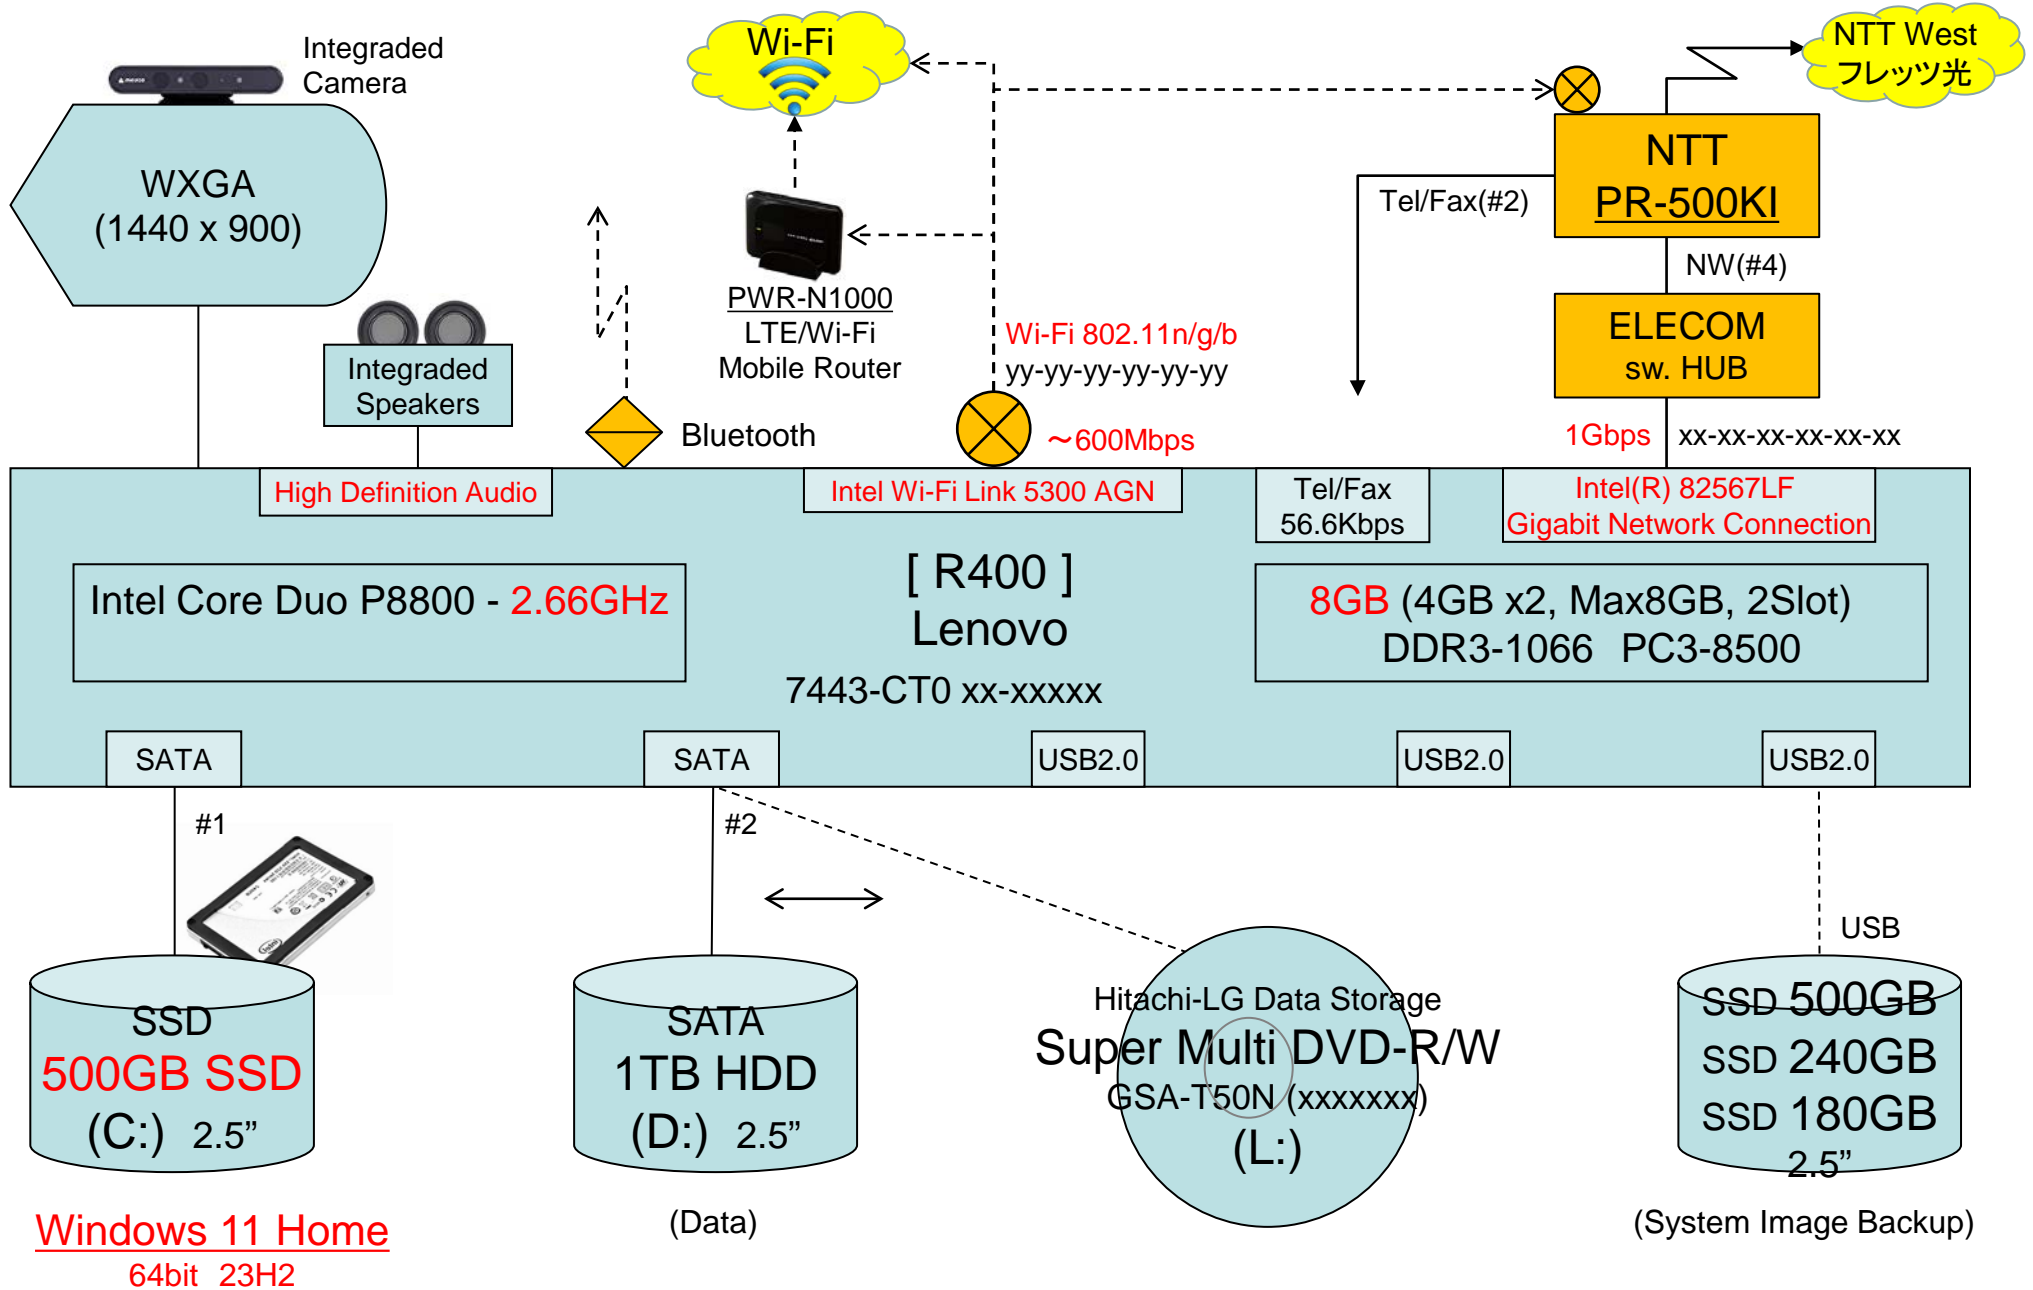 Integraded
Camera
Wi-Fi
NTT West
フレッツ光
WXGA
(1440 x 900)
NTT
PR-500KI
Tel/Fax(#2)
NW(#4)
PWR-N1000
LTE/Wi-Fi
Mobile Router
Wi-Fi 802.11n/g/b
yy-yy-yy-yy-yy-yy
ELECOM
sw. HUB
Integraded
Speakers
Bluetooth
～600Mbps
1Gbps
xx-xx-xx-xx-xx-xx
High Definition Audio
Intel Wi-Fi Link 5300 AGN
Tel/Fax
56.6Kbps
Intel(R) 82567LF
Gigabit Network Connection
Intel Core Duo P8800 - 2.66GHz
[ R400 ]
Lenovo
7443-CT0 xx-xxxxx
8GB (4GB x2, Max8GB, 2Slot)
DDR3-1066 PC3-8500
SATA
SATA
USB2.0
USB2.0
USB2.0
#1
#2
USB
SSD
500GB SSD
(C:) 2.5”
SATA
1TB HDD
(D:) 2.5”
Hitachi-LG Data Storage
Super Multi DVD-R/W
GSA-T50N (xxxxxxx)
(L:)
SSD 500GB
SSD 240GB
SSD 180GB
2.5”
Windows 11 Home
64bit 23H2
(Data)
(System Image Backup)